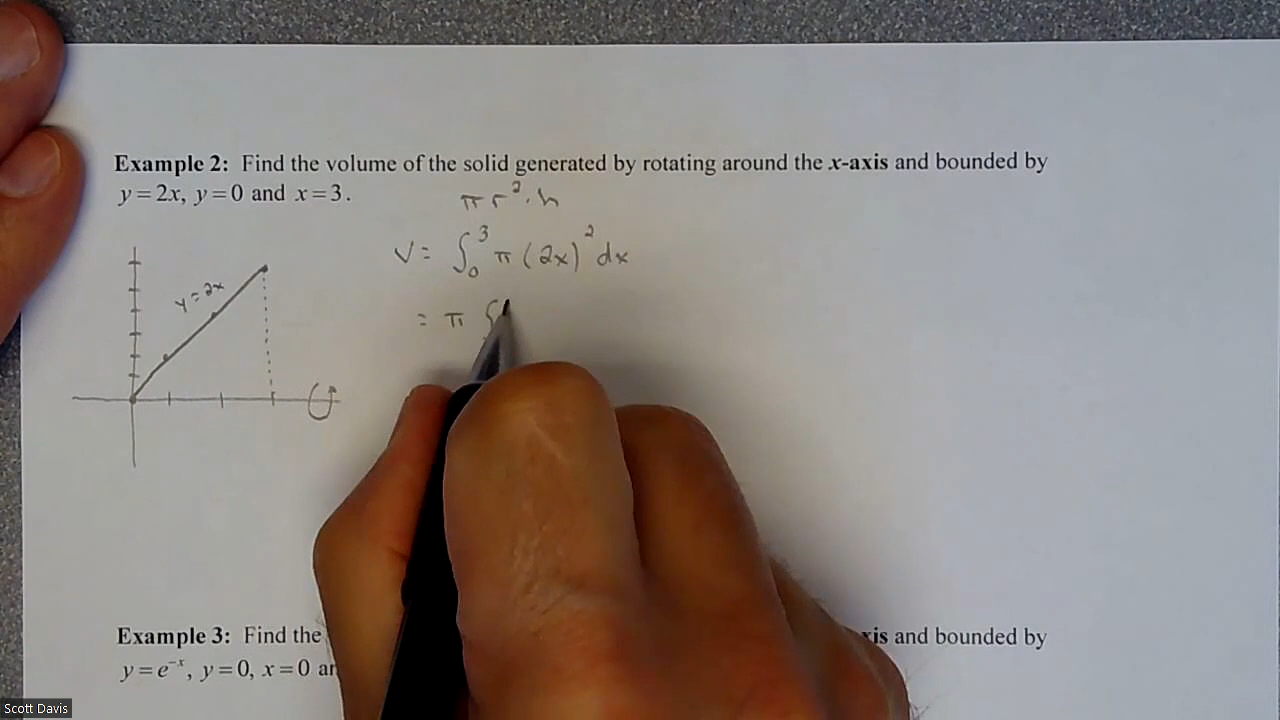 Example 2: Find the volume of the solid generated by rotating around the x-axis and bounded by
y = 2x, y = 0 and x = 3.
πr²·h
V = ∫₀³ π(2x)² dx
y = 2x
= π ∫
Example 3: Find the xis and bounded by
y = e⁻ˣ, y = 0, x = 0
Scott Davis